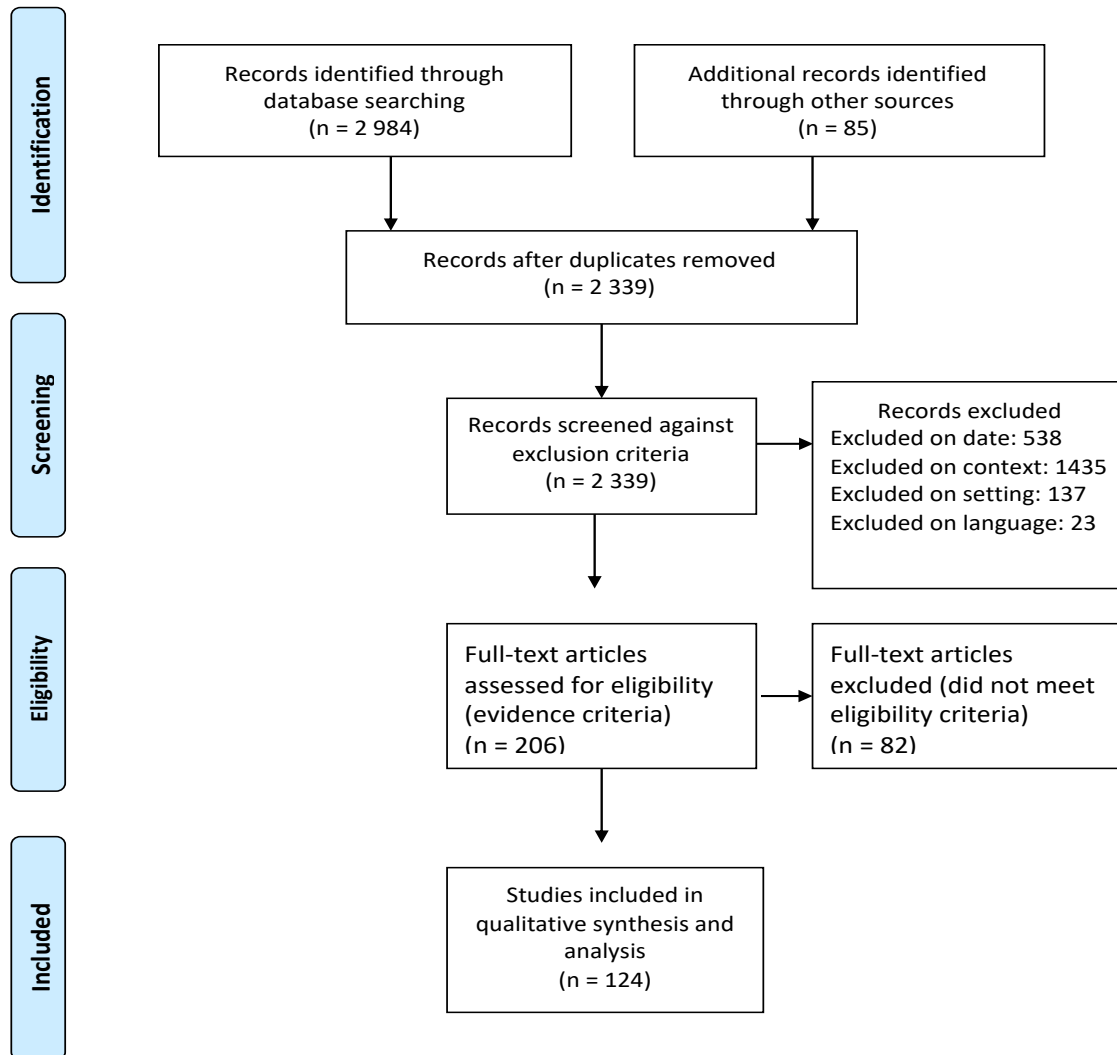 Identification
Records identified through
database searching
(n = 2 984)
Additional records identified
through other sources
(n = 85)
Records after duplicates removed
(n = 2 339)
Screening
Records screened against
exclusion criteria
(n = 2 339)
Records excluded
Excluded on date: 538
Excluded on context: 1435
Excluded on setting: 137
Excluded on language: 23
Eligibility
Full-text articles
assessed for eligibility
(evidence criteria)
(n = 206)
Full-text articles
excluded (did not meet
eligibility criteria)
(n = 82)
Included
Studies included in
qualitative synthesis and
analysis
(n = 124)